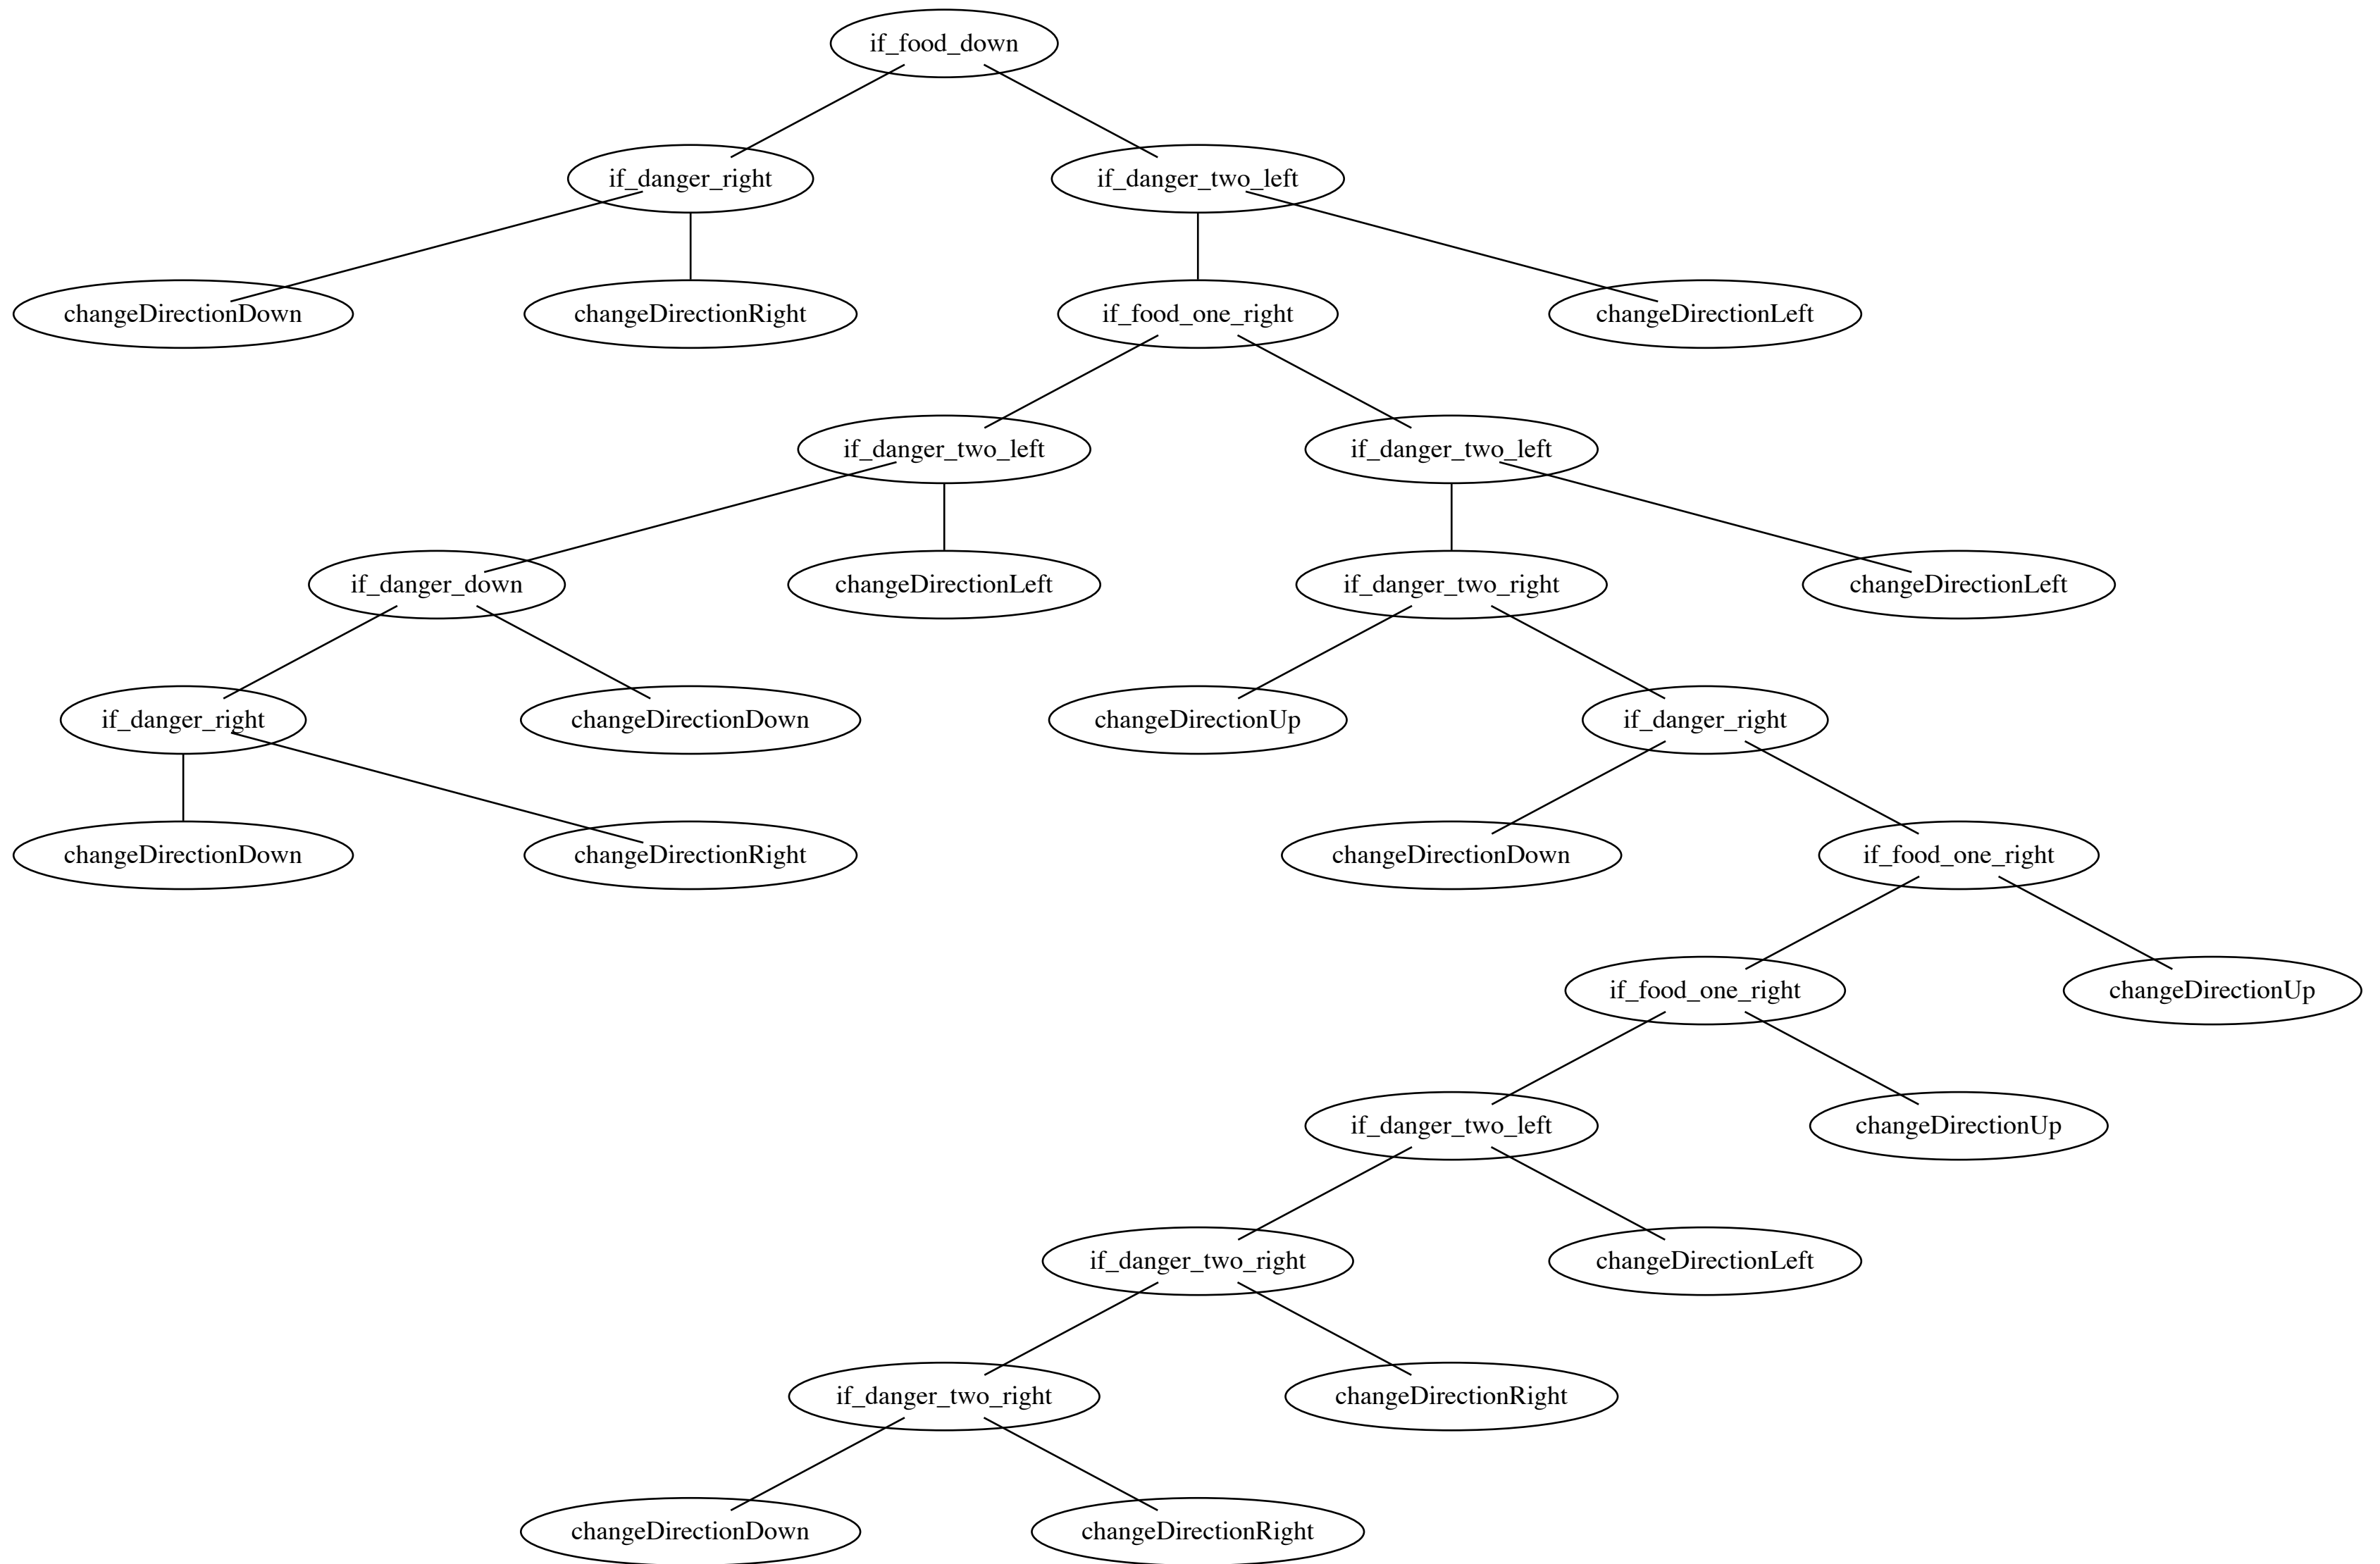 if_food_down
if_danger_right
if_danger_two_left
changeDirectionDown
changeDirectionRight
if_food_one_right
changeDirectionLeft
if_danger_two_left
if_danger_two_left
if_danger_down
changeDirectionLeft
if_danger_two_right
changeDirectionLeft
if_danger_right
changeDirectionDown
changeDirectionUp
if_danger_right
changeDirectionDown
changeDirectionRight
changeDirectionDown
if_food_one_right
if_food_one_right
changeDirectionUp
if_danger_two_left
changeDirectionUp
if_danger_two_right
changeDirectionLeft
if_danger_two_right
changeDirectionRight
changeDirectionDown
changeDirectionRight